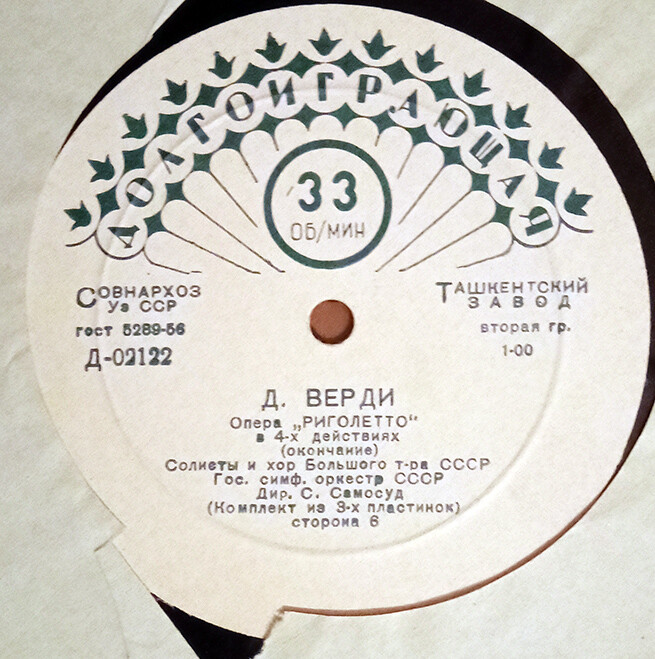 ДОЛГОИГРАЮЩАЯ
33
ОБ/МИН
СОВНАРХОЗ
Уз ССР
гост 5289-56
Д-02122
ТАШКЕНТСКИЙ
ЗАВОД
вторая гр.
1-00
Д. ВЕРДИ
Опера „РИГОЛЕТТО"
в 4-х действиях
(окончание)
Солисты и хор Большого т-ра СССР
Гос. симф. оркестр СССР
Дир. С. Самосуд
(Комплект из 3-х пластинок)
сторона 6